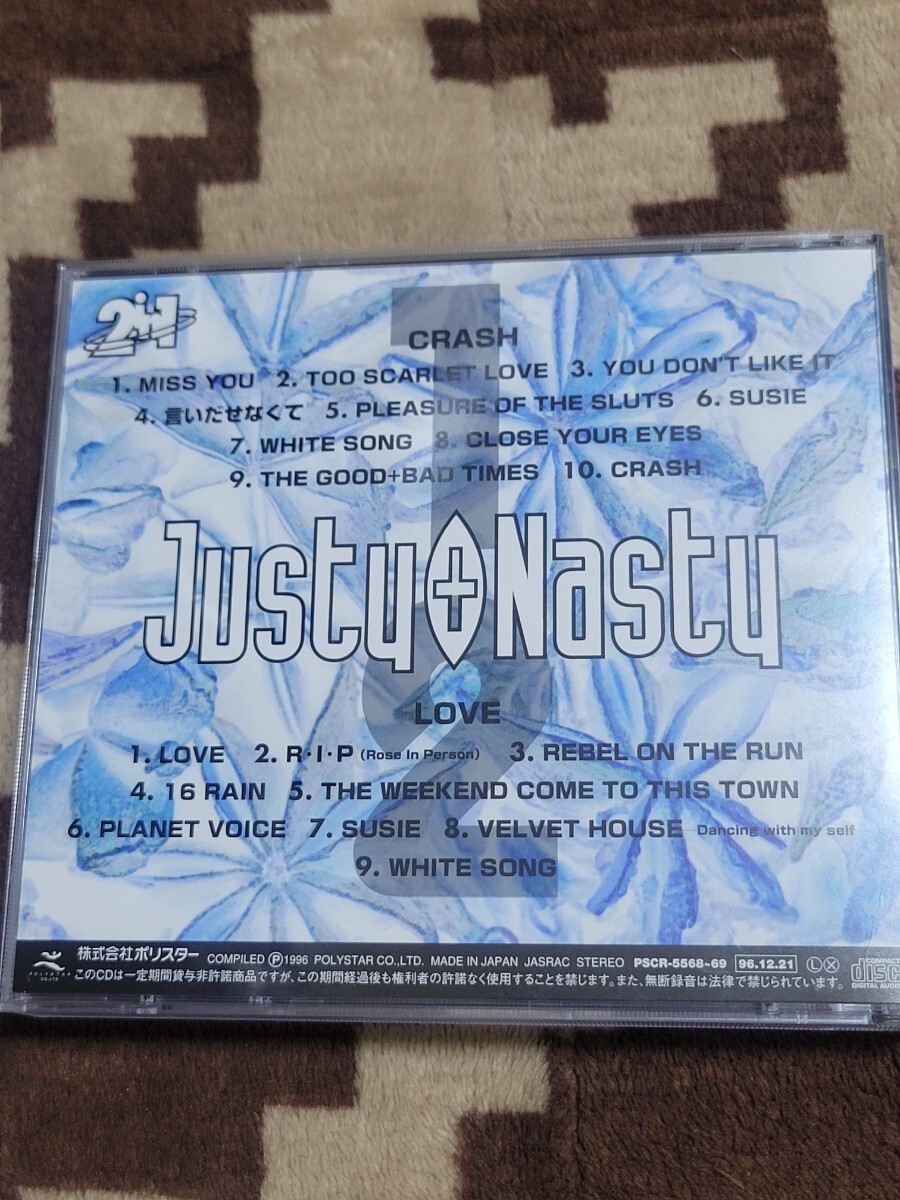 2in1
CRASH
1. MISS YOU 2. TOO SCARLET LOVE 3. YOU DON'T LIKE IT
4. 言いだせなくて 5. PLEASURE OF THE SLUTS 6. SUSIE
7. WHITE SONG 8. CLOSE YOUR EYES
9. THE GOOD+BAD TIMES 10. CRASH
1
Justy Nasty
2
LOVE
1. LOVE 2. R·I·P (Rose In Person) 3. REBEL ON THE RUN
4. 16 RAIN 5. THE WEEKEND COME TO THIS TOWN
6. PLANET VOICE 7. SUSIE 8. VELVET HOUSE Dancing with my self
9. WHITE SONG
株式会社ポリスター COMPILED Ⓟ1996 POLYSTAR CO.,LTD. MADE IN JAPAN JASRAC STEREO PSCR-5568~69 96.12.21 Ⓛ Ⓧ COMPACT disc DIGITAL AUDIO
このCDは一定期間貸与非許諾商品ですが、この期間経過後も権利者の許諾なく使用することを禁じます。また、無断録音は法律で禁じられています。